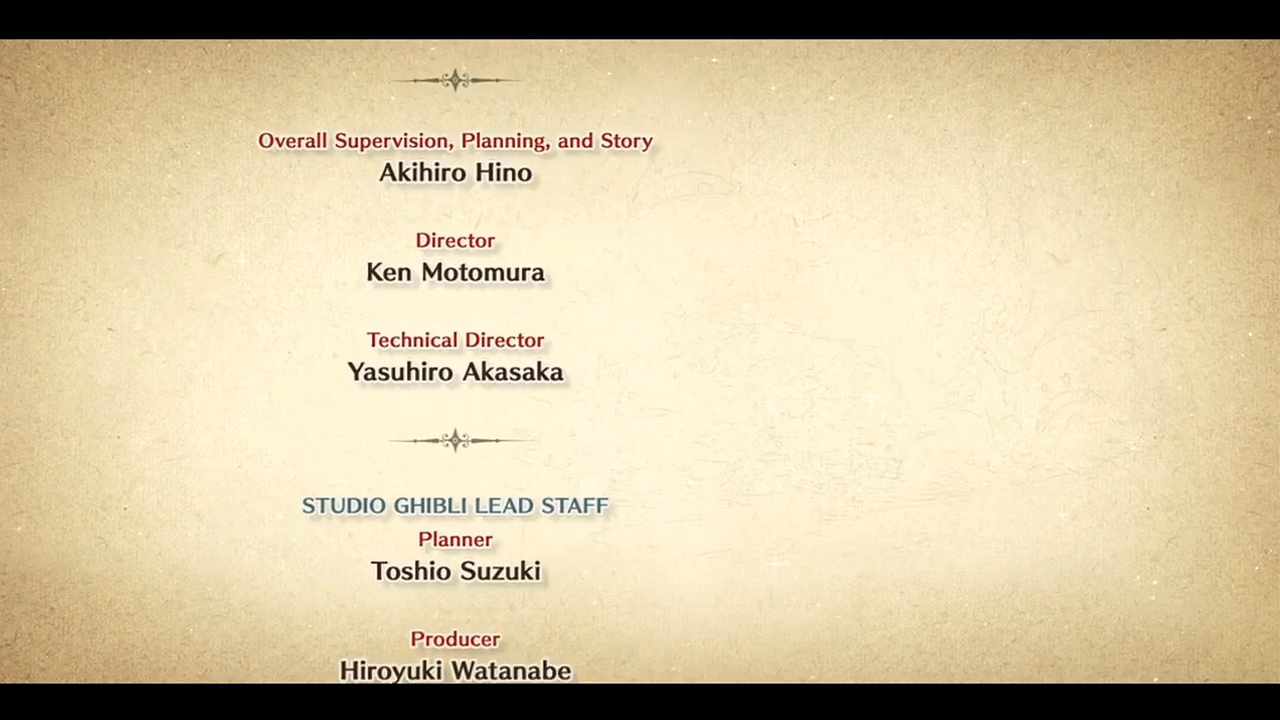 Overall Supervision, Planning, and Story
Akihiro Hino
Director
Ken Motomura
Technical Director
Yasuhiro Akasaka
STUDIO GHIBLI LEAD STAFF
Planner
Toshio Suzuki
Producer
Hiroyuki Watanabe